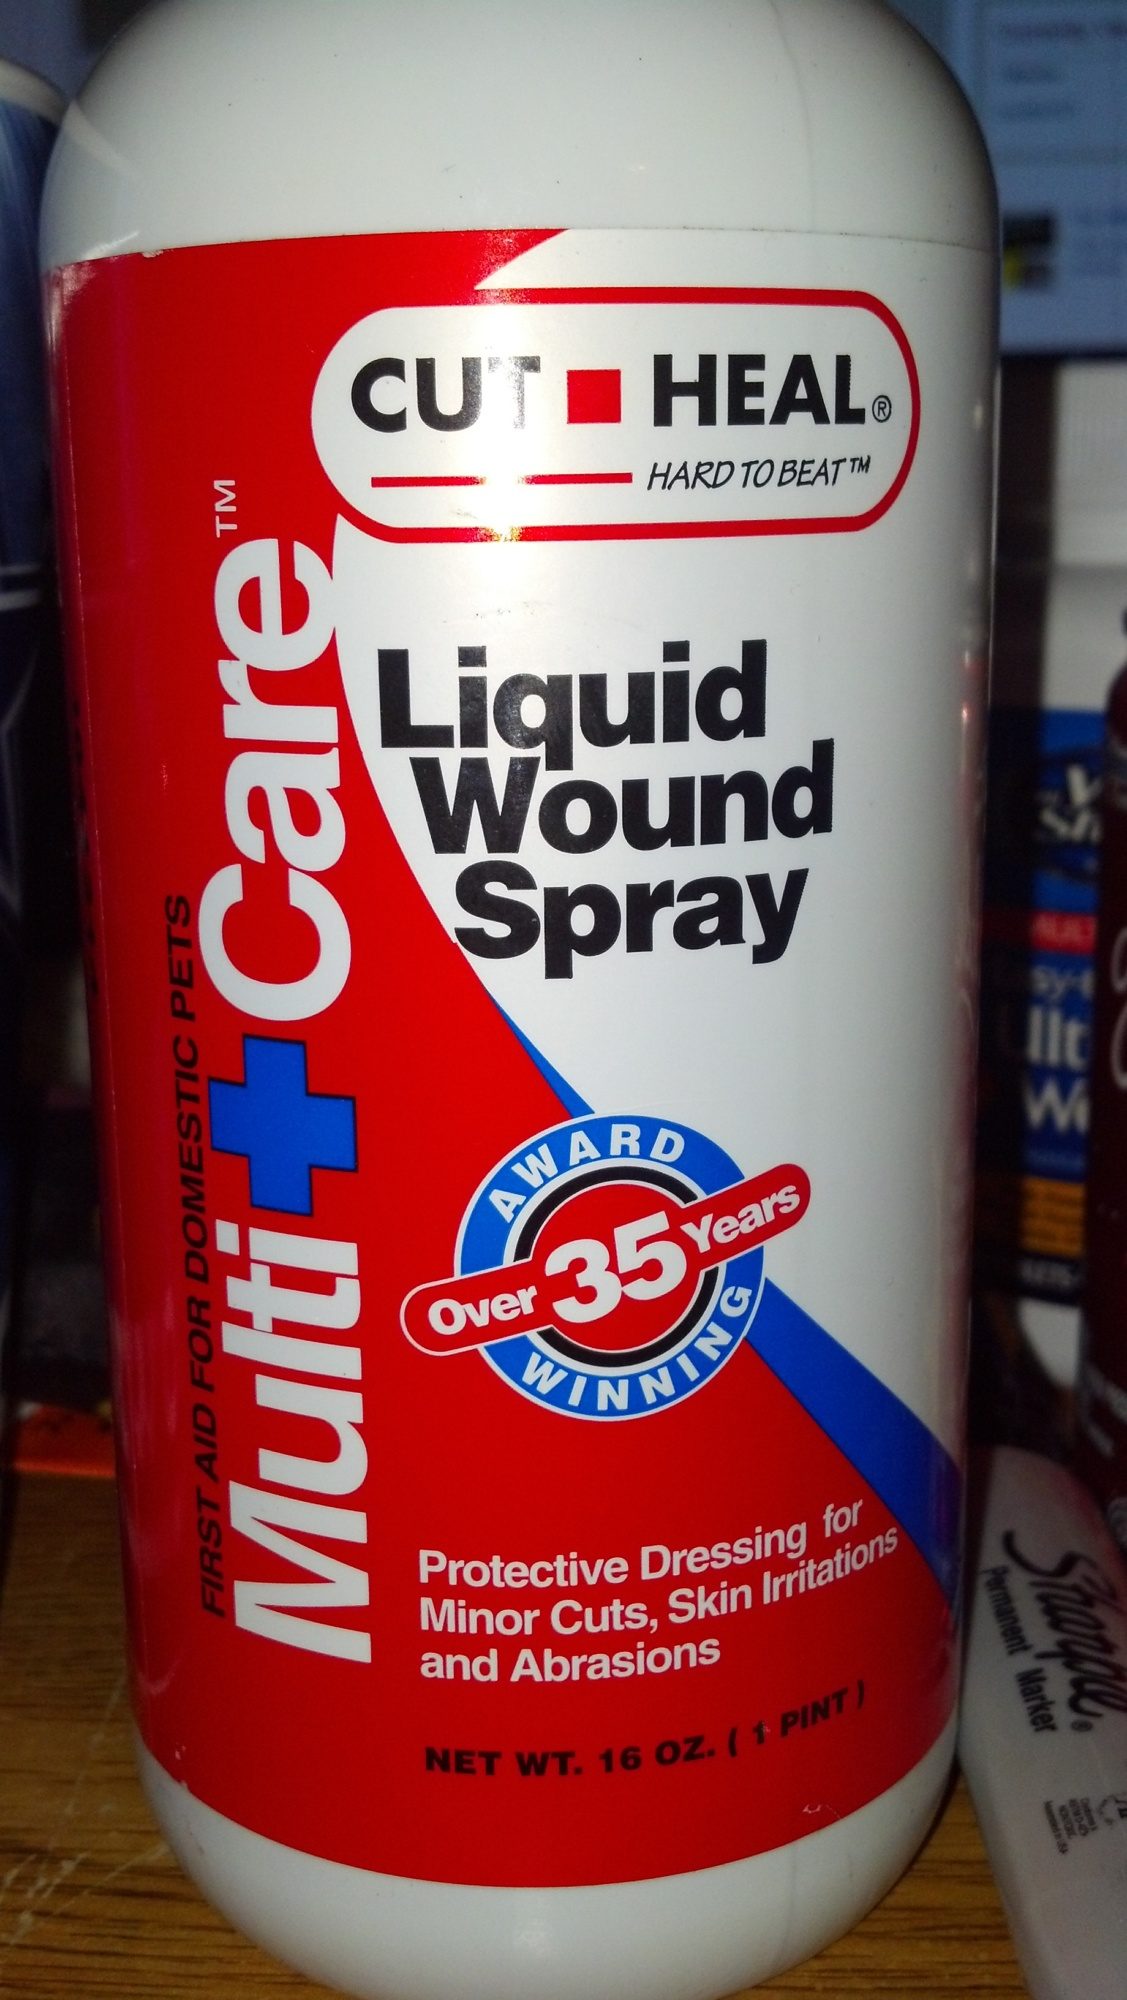 CUT HEAL®
HARD TO BEAT™
Multi Care™
FIRST AID FOR DOMESTIC PETS
Liquid
Wound
Spray
AWARD
Over 35 Years
WINNING
Protective Dressing for
Minor Cuts, Skin Irritations
and Abrasions
NET WT. 16 OZ. ( 1 PINT )
Sharpie®
Permanent Marker